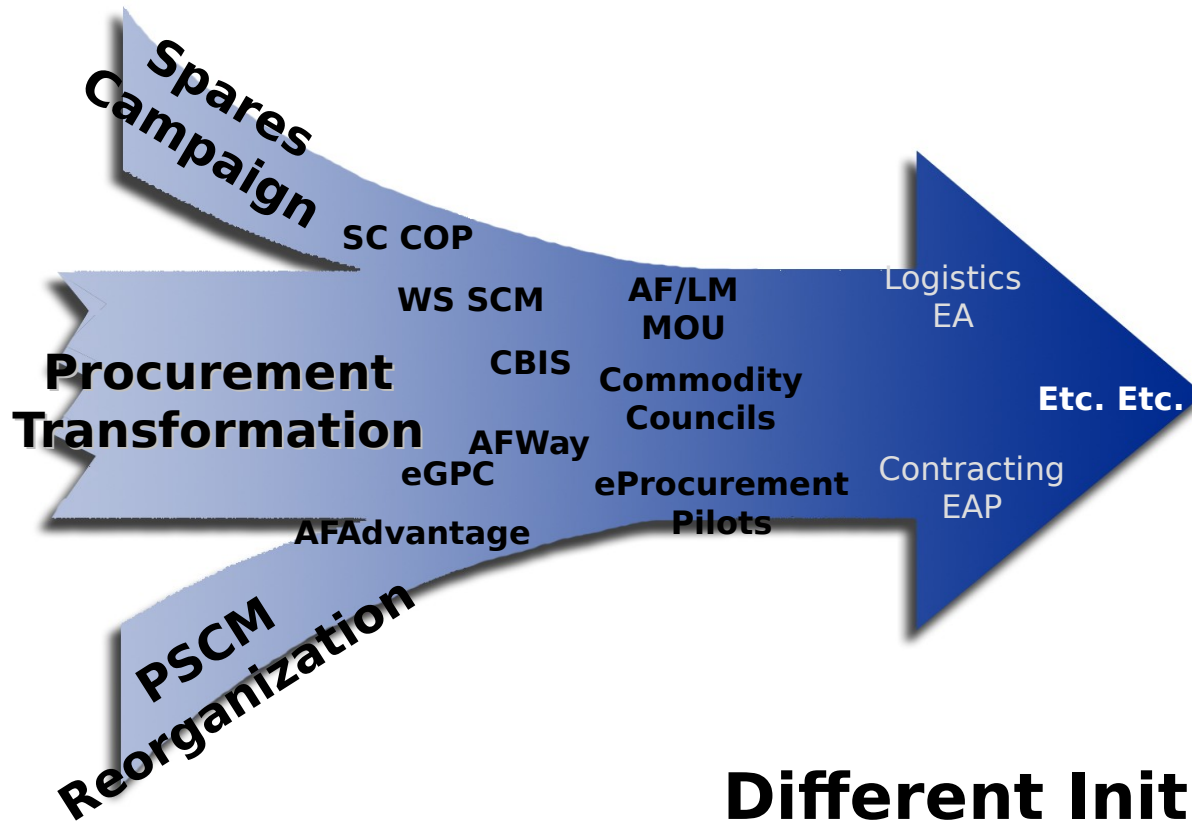 Spares
Campaign
SC COP
WS SCM
AF/LM
MOU
Logistics
EA
CBIS
Procurement
Transformation
Commodity
Councils
Etc. Etc.
AFWay
eGPC
eProcurement
Pilots
Contracting
EAP
AFAdvantage
PSCM
Reorganization
Different Init